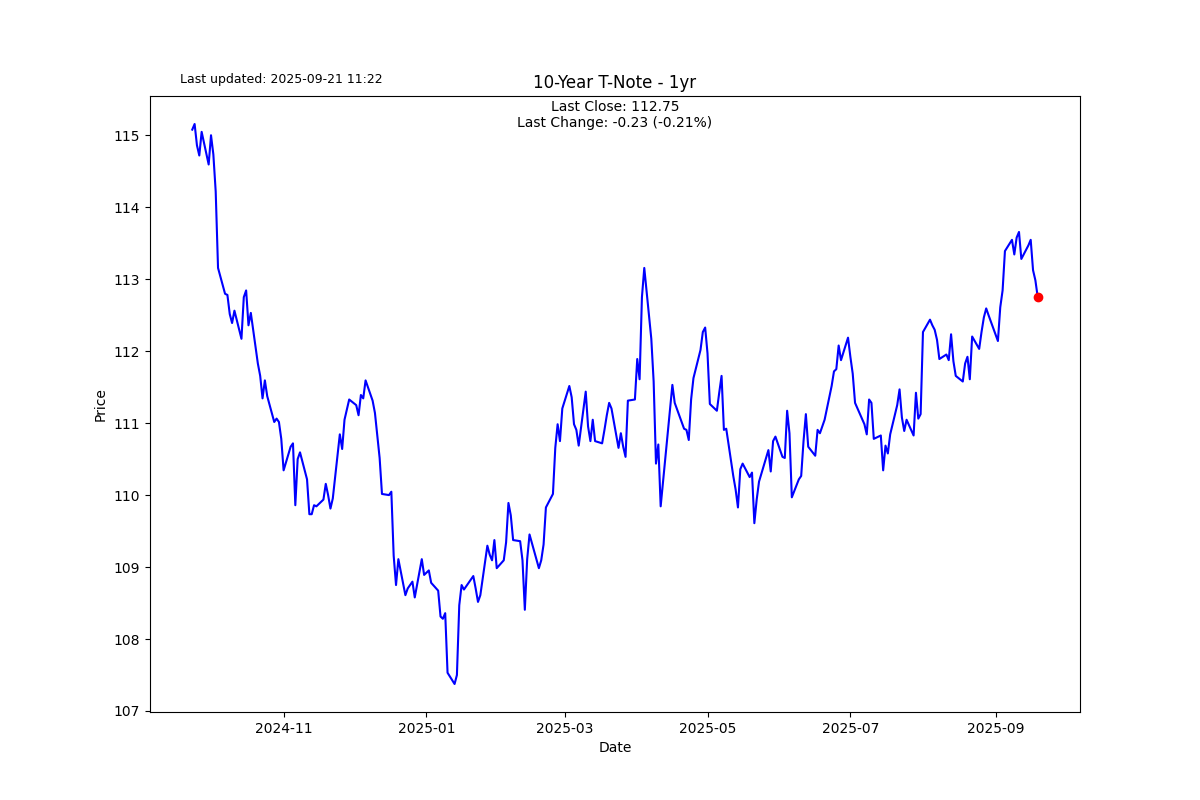 Last updated: 2025-09-21 11:22
10-Year T-Note - 1yr
Last Close: 112.75
Last Change: -0.23 (-0.21%)
115
114
113
112
111
110
109
108
107
Price
2024-11
2025-01
2025-03
2025-05
2025-07
2025-09
Date